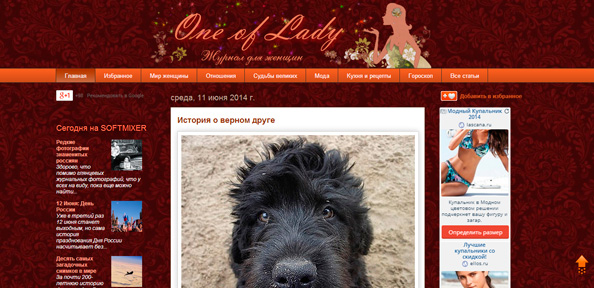 One of Lady
Журнал для женщин
Главная
Избранное
Мир женщины
Отношения
Судьбы великих
Мода
Кухня и рецепты
Гороскоп
Все статьи
g+1
Рекомендовать в Google
среда, 11 июня 2014 г.
Добавить в избранное
История о верном друге
Сегодня на SOFTMIXER
Редкие
фотографии
знаменитых
россиян
Здорово, что
помимо глянцевых
журнальных фотографий, что у
всех на виду, пока еще можно
найти...
12 Июня: День
России
Уже в третий раз
12 июня станет
выходным, но сама
история
празднования Дня России
насчитывает без...
Десять самых
загадочных
снимков в мире
За почти 200-
летнюю историю
Модный Купальник
2014
lascana.ru
Купальник в Модном
цветовом решении
подчеркнет вашу фигуру и
загар.
Определить размер
Лучшие
купальники со
скидкой!
ellos.ru